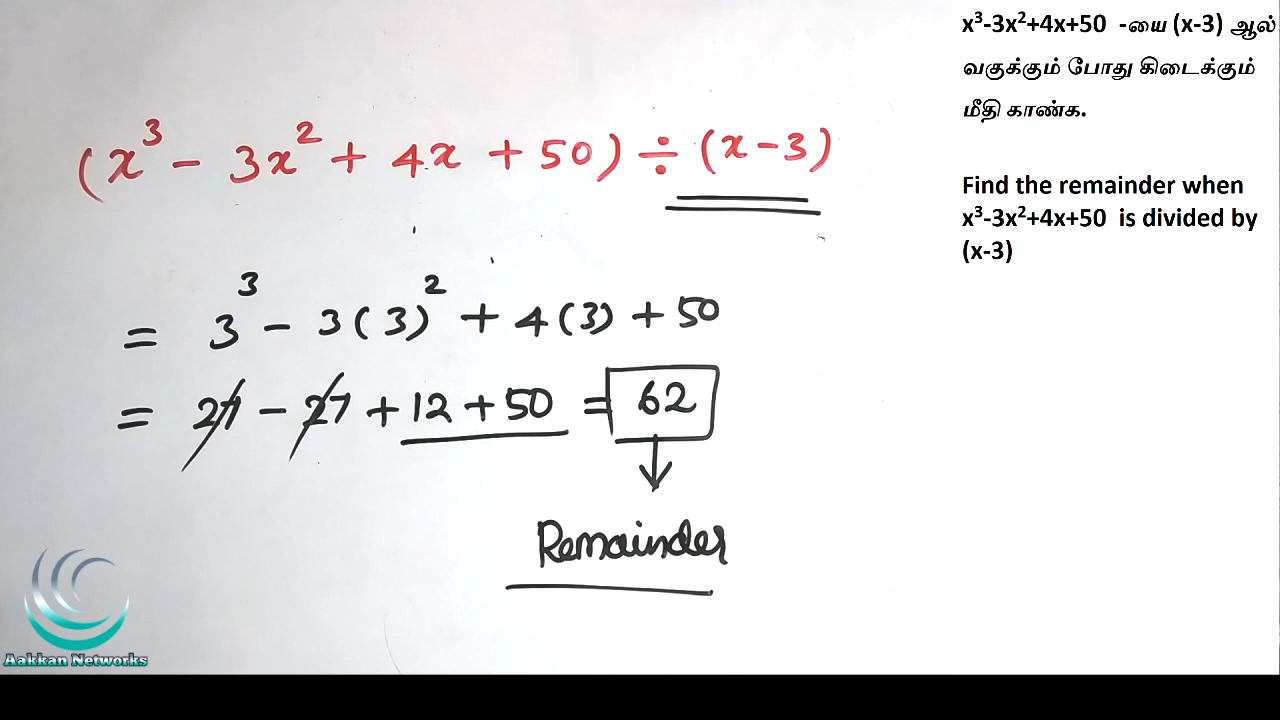 x³-3x²+4x+50 -யை (x-3) ஆல்
வகுக்கும் போது கிடைக்கும்
மீதி காண்க.
Find the remainder when
x³-3x²+4x+50 is divided by
(x-3)
(x³ - 3x² + 4x + 50) ÷ (x - 3)
= 3³ - 3(3)² + 4(3) + 50
= 27 - 27 + 12 + 50 = 62
Remainder
Aakkan Networks